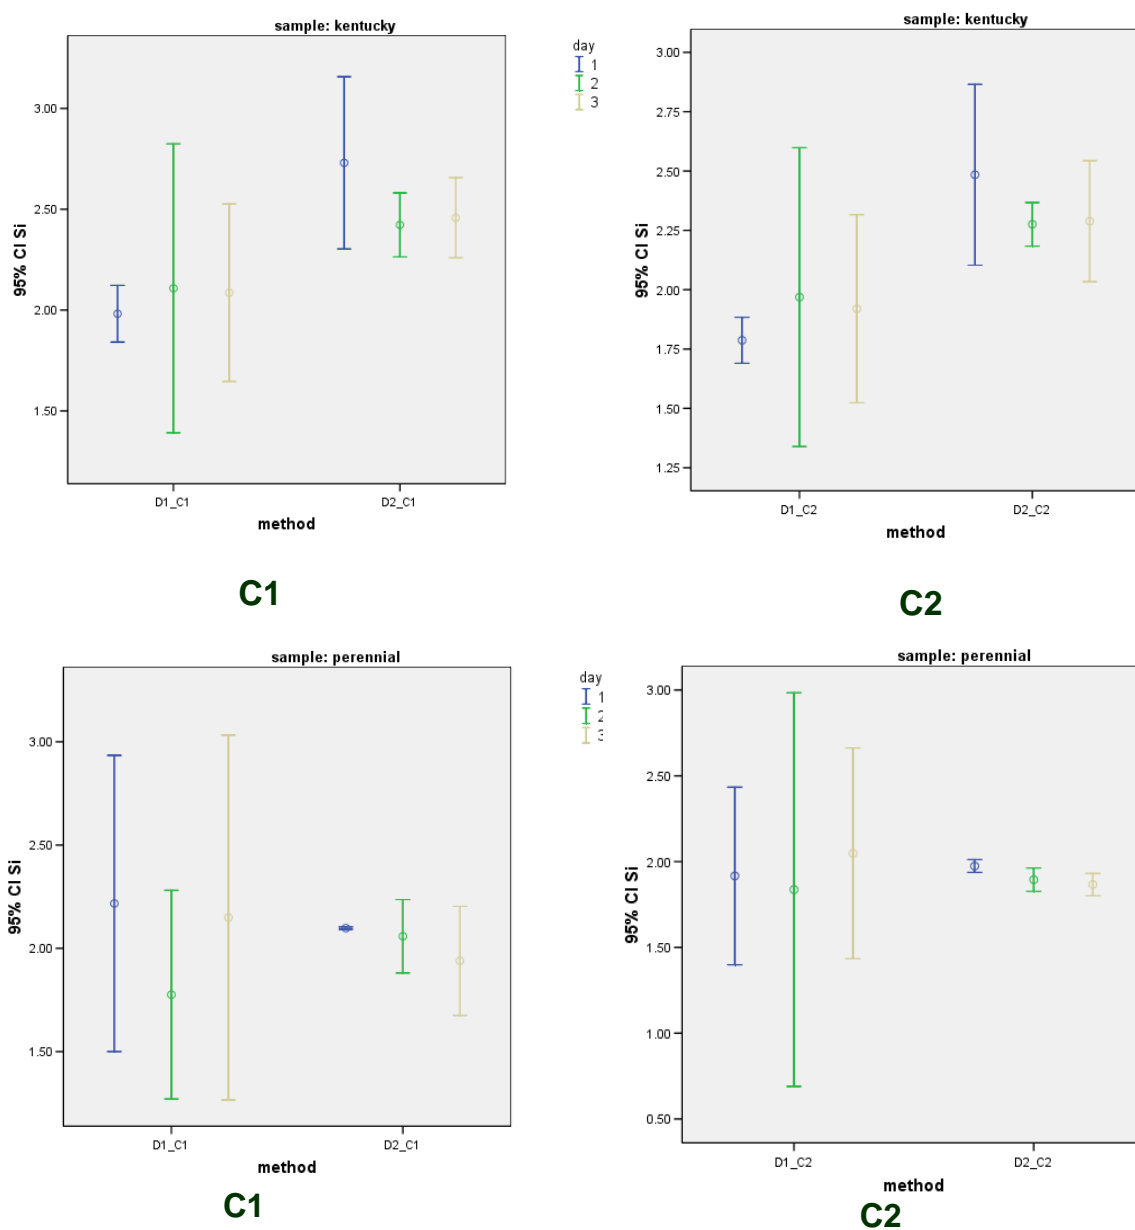 sample: kentucky
3.00
2.50
2.00
1.50
95% CI Si
D1_C1
D2_C1
method
C1
day
1
2
3
sample: kentucky
3.00
2.75
2.50
2.25
2.00
1.75
1.50
1.25
95% CI Si
D1_C2
D2_C2
method
C2
sample: perennial
3.00
2.50
2.00
1.50
95% CI Si
D1_C1
D2_C1
method
C1
day
1
sample: perennial
3.00
2.50
2.00
1.50
1.00
0.50
95% CI Si
D1_C2
D2_C2
method
C2